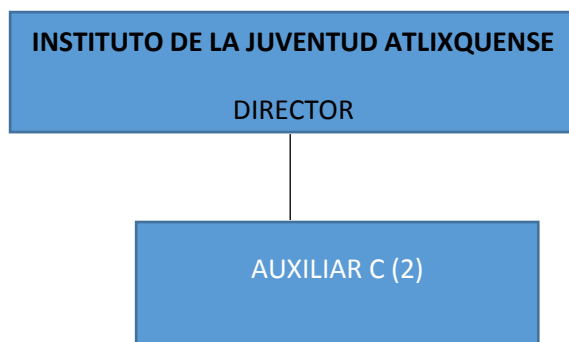 INSTITUTO DE LA JUVENTUD ATLIXQUENSE
DIRECTOR
AUXILIAR C (2)